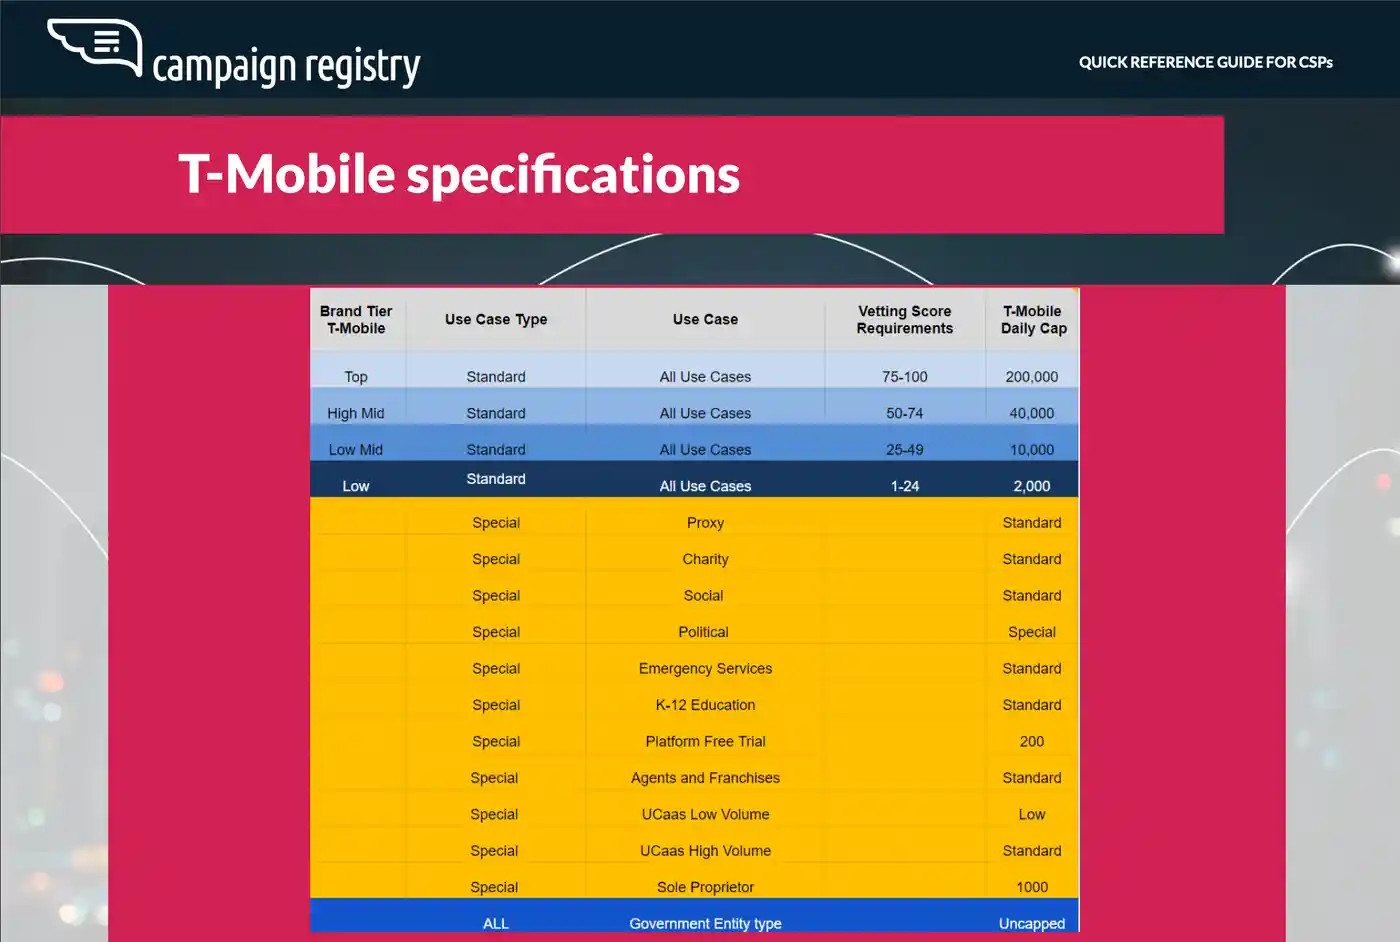 campaign registry
QUICK REFERENCE GUIDE FOR CSPs
T-Mobile specifications
Brand Tier T-Mobile Use Case Type Use Case Vetting Score Requirements T-Mobile Daily Cap
Top Standard All Use Cases 75-100 200,000
High Mid Standard All Use Cases 50-74 40,000
Low Mid Standard All Use Cases 25-49 10,000
Low Standard All Use Cases 1-24 2,000
Special Proxy Standard
Special Charity Standard
Special Social Standard
Special Political Special
Special Emergency Services Standard
Special K-12 Education Standard
Special Platform Free Trial 200
Special Agents and Franchises Standard
Special UCaas Low Volume Low
Special UCaas High Volume Standard
Special Sole Proprietor 1000
ALL Government Entity type Uncapped